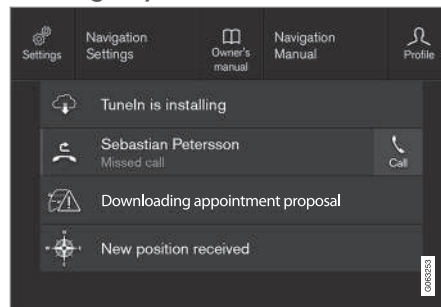 Settings
Navigation
Settings
Owner's
manual
Navigation
Manual
Profile
TuneIn is installing
Sebastian Petersson
Missed call
Call
Downloading appointment proposal
New position received
G063253